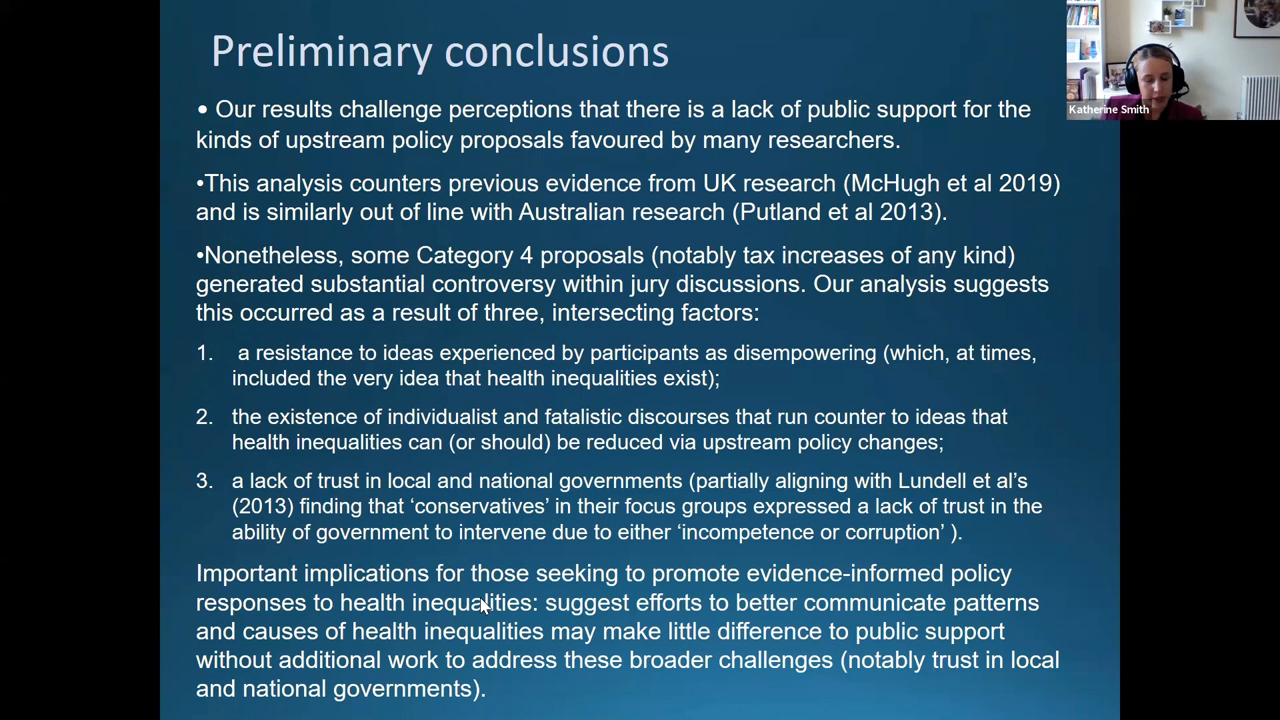 Preliminary conclusions
• Our results challenge perceptions that there is a lack of public support for the
kinds of upstream policy proposals favoured by many researchers.
•This analysis counters previous evidence from UK research (McHugh et al 2019)
and is similarly out of line with Australian research (Putland et al 2013).
•Nonetheless, some Category 4 proposals (notably tax increases of any kind)
generated substantial controversy within jury discussions. Our analysis suggests
this occurred as a result of three, intersecting factors:
1. a resistance to ideas experienced by participants as disempowering (which, at times,
included the very idea that health inequalities exist);
2. the existence of individualist and fatalistic discourses that run counter to ideas that
health inequalities can (or should) be reduced via upstream policy changes;
3. a lack of trust in local and national governments (partially aligning with Lundell et al’s
(2013) finding that ‘conservatives’ in their focus groups expressed a lack of trust in the
ability of government to intervene due to either ‘incompetence or corruption’ ).
Important implications for those seeking to promote evidence-informed policy
responses to health inequalities: suggest efforts to better communicate patterns
and causes of health inequalities may make little difference to public support
without additional work to address these broader challenges (notably trust in local
and national governments).
Katherine Smith